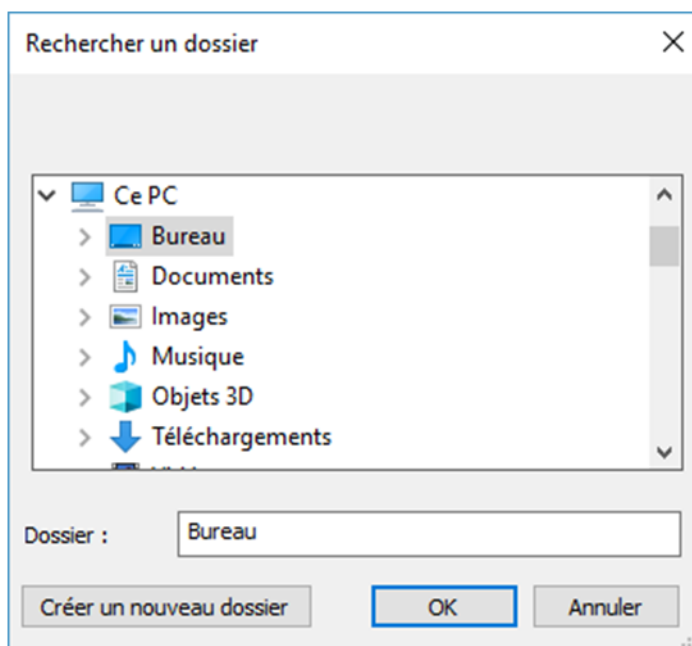 Rechercher un dossier
Ce PC
Bureau
Documents
Images
Musique
Objets 3D
Téléchargements
Dossier :
Bureau
Créer un nouveau dossier
OK
Annuler